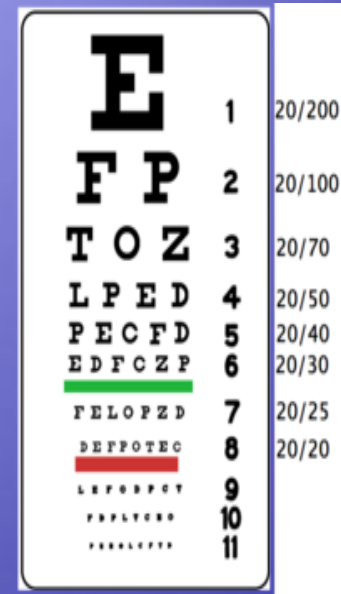 E 1 20/200
F P 2 20/100
T O Z 3 20/70
L P E D 4 20/50
P E C F D 5 20/40
E D F C Z P 6 20/30
F E L O P Z D 7 20/25
D E F P O T E C 8 20/20
9
10
11